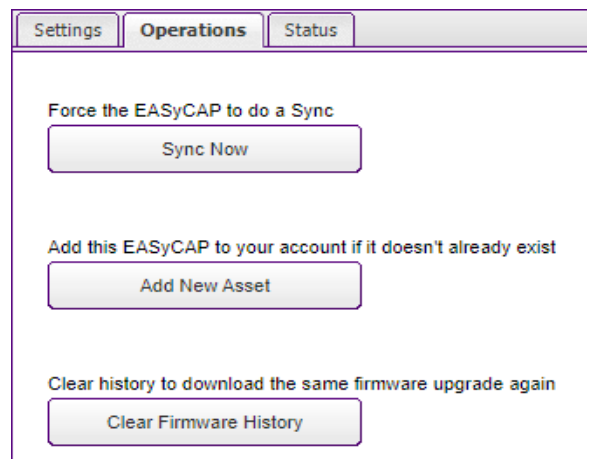 Settings Operations Status
Force the EASyCAP to do a Sync
Sync Now
Add this EASyCAP to your account if it doesn't already exist
Add New Asset
Clear history to download the same firmware upgrade again
Clear Firmware History